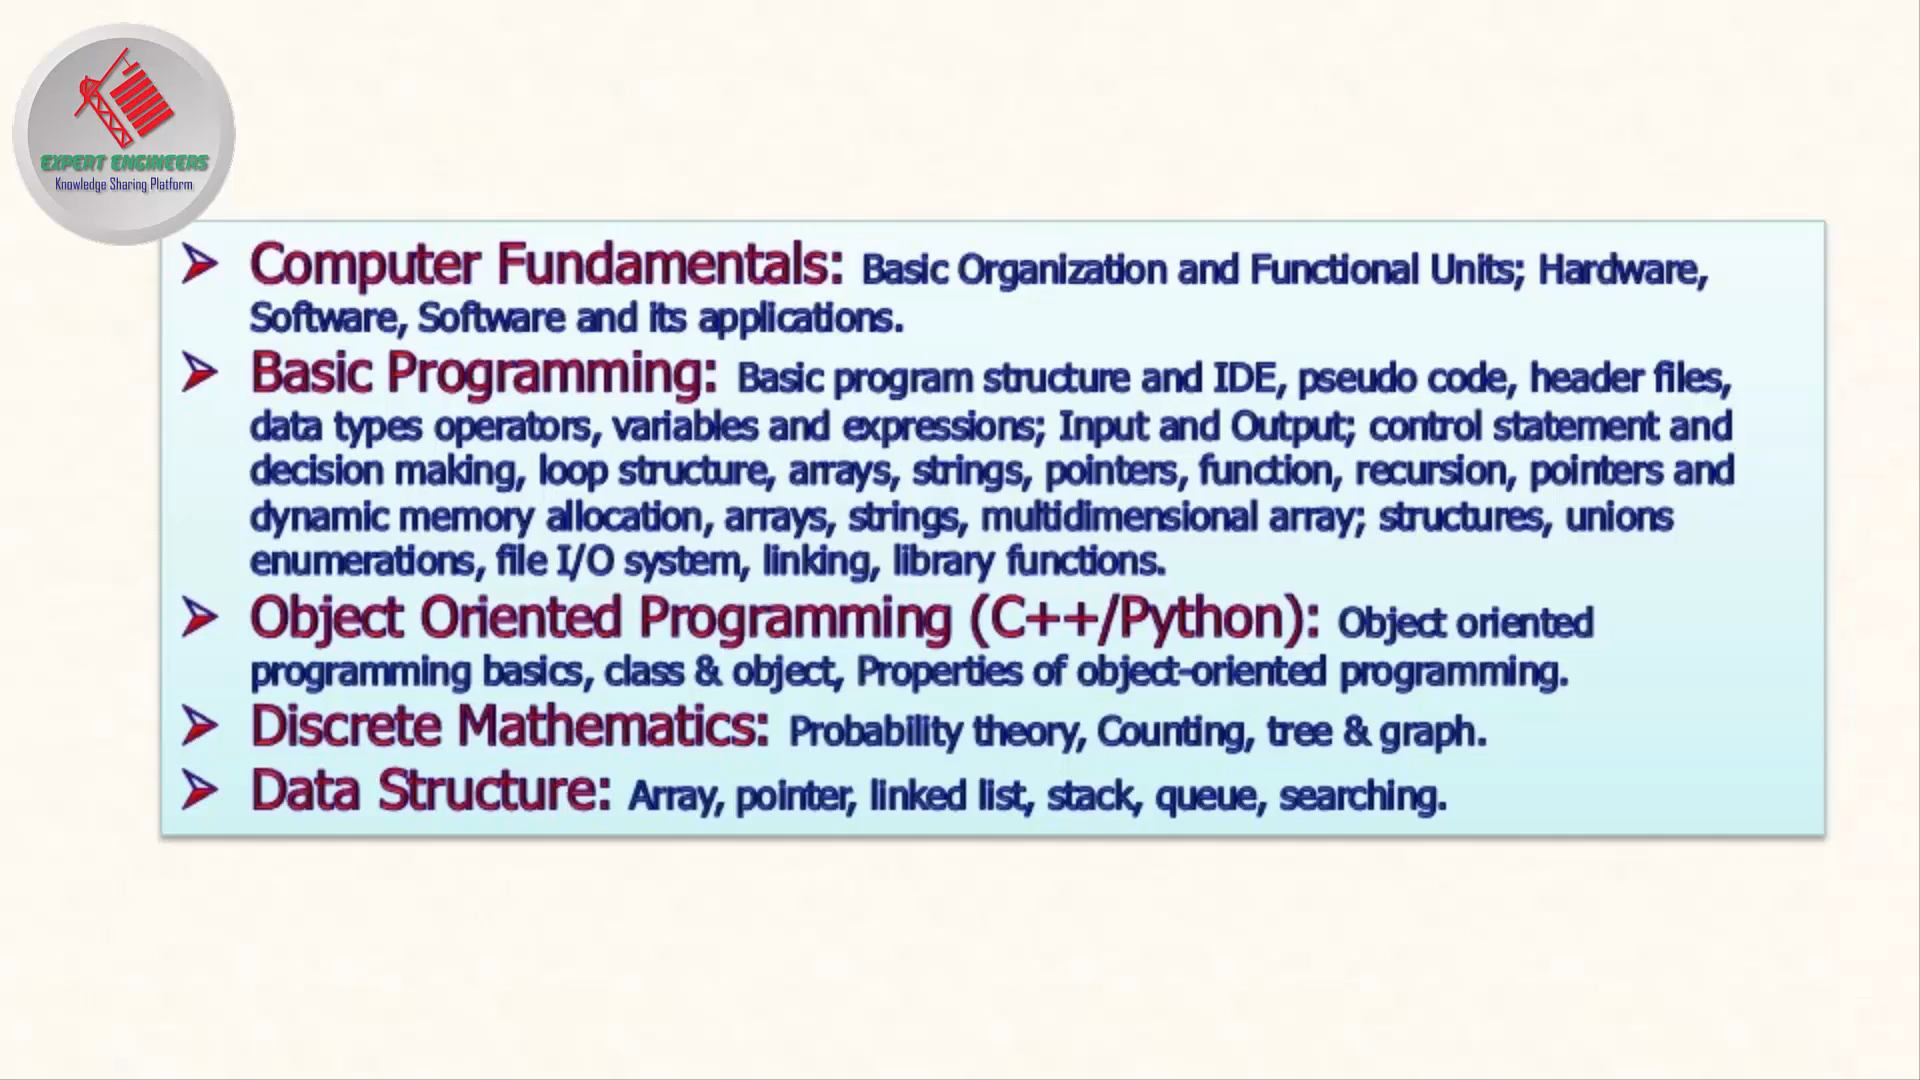 EXPERT ENGINEERS
Knowledge Sharing Platform
➢ Computer Fundamentals: Basic Organization and Functional Units; Hardware,
Software, Software and its applications.
➢ Basic Programming: Basic program structure and IDE, pseudo code, header files,
data types operators, variables and expressions; Input and Output; control statement and
decision making, loop structure, arrays, strings, pointers, function, recursion, pointers and
dynamic memory allocation, arrays, strings, multidimensional array; structures, unions
enumerations, file I/O system, linking, library functions.
➢ Object Oriented Programming (C++/Python): Object oriented
programming basics, class & object, Properties of object-oriented programming.
➢ Discrete Mathematics: Probability theory, Counting, tree & graph.
➢ Data Structure: Array, pointer, linked list, stack, queue, searching.